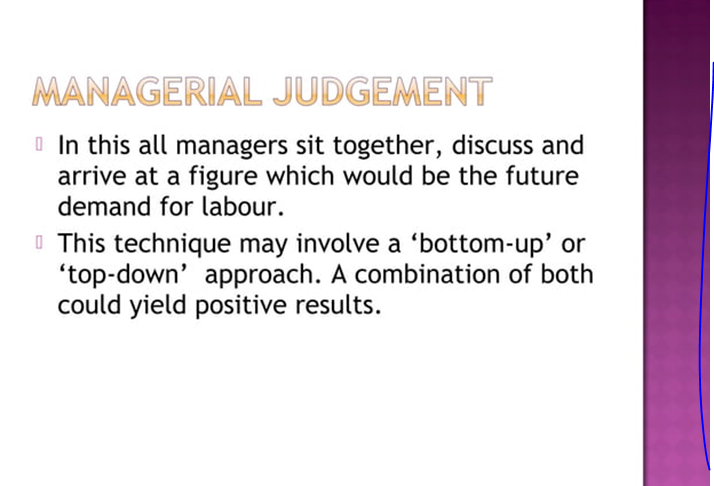 MANAGERIAL JUDGEMENT
In this all managers sit together, discuss and
arrive at a figure which would be the future
demand for labour.
This technique may involve a ‘bottom-up’ or
‘top-down’ approach. A combination of both
could yield positive results.